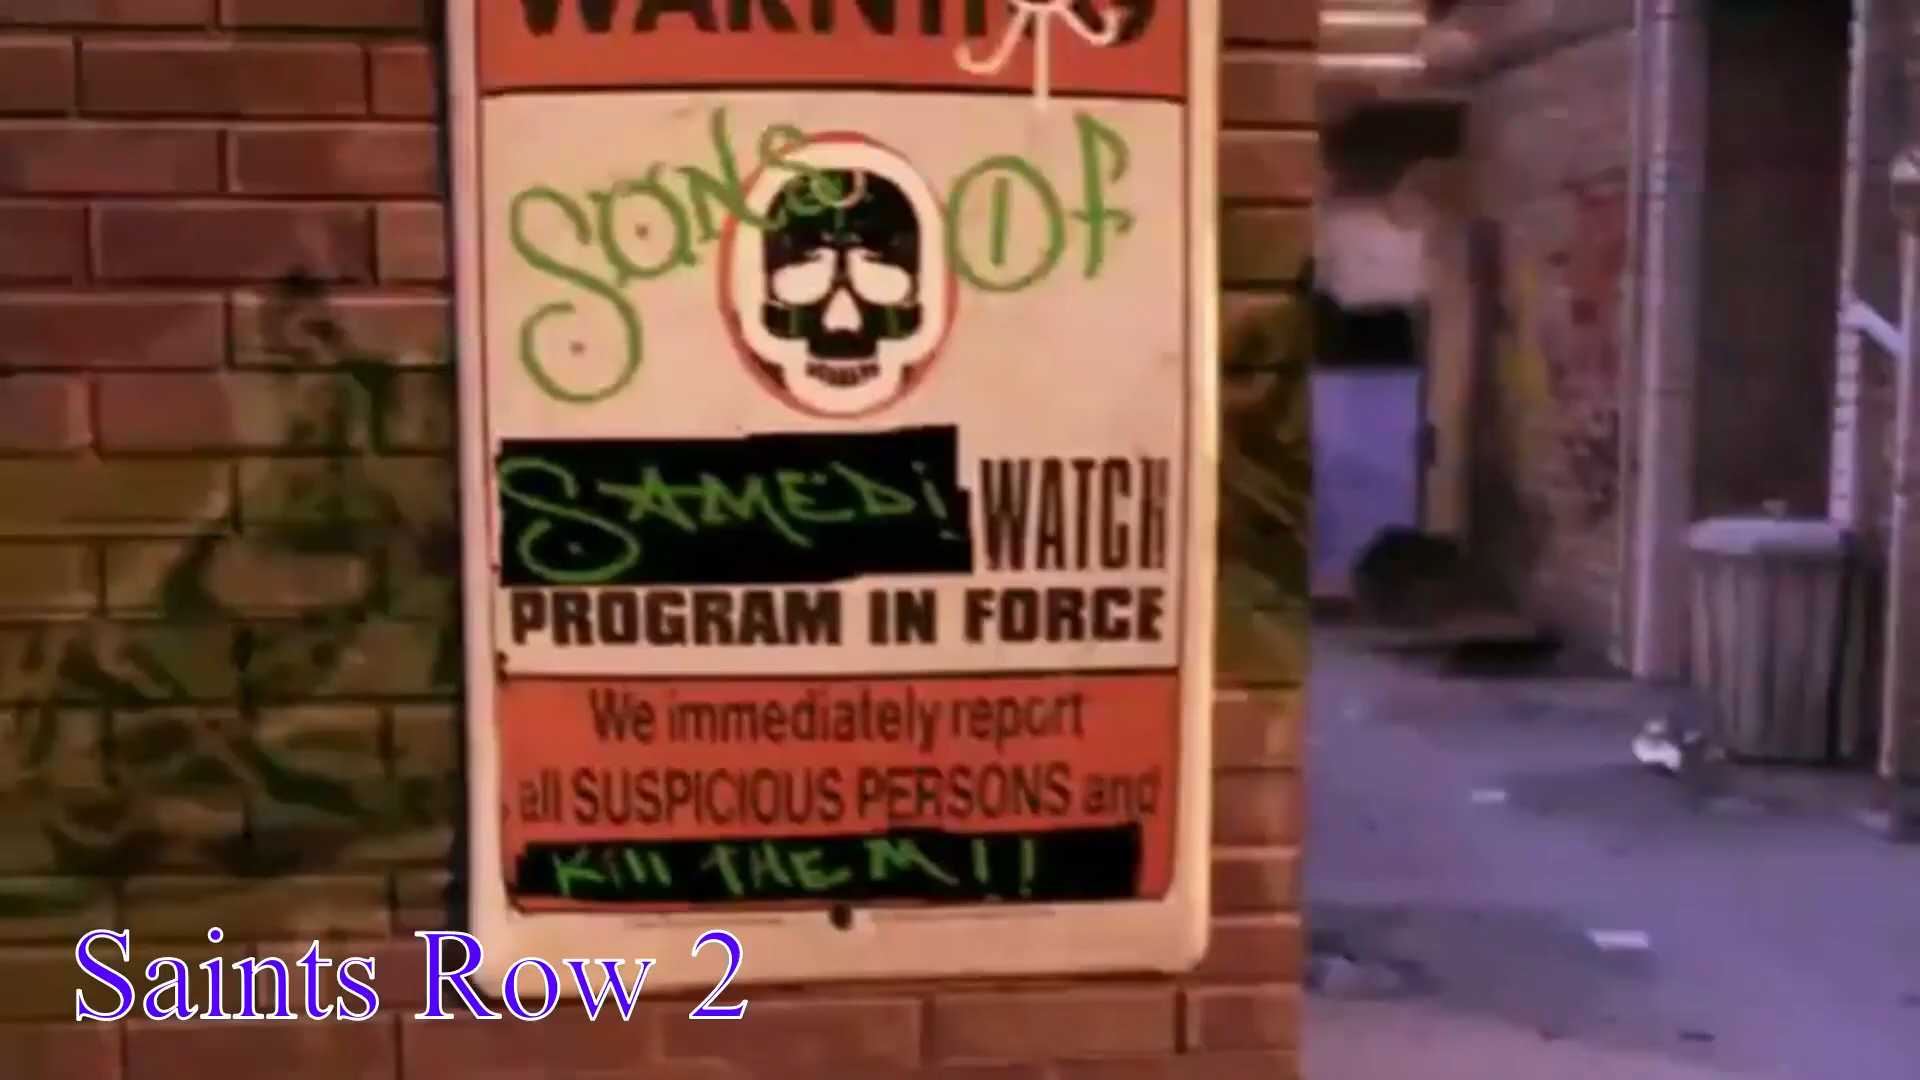 WARNING
SONS OF
SAMEDI WATCH
PROGRAM IN FORCE
We immediately report
all SUSPICIOUS PERSONS and
Kill THEM!!
Saints Row 2